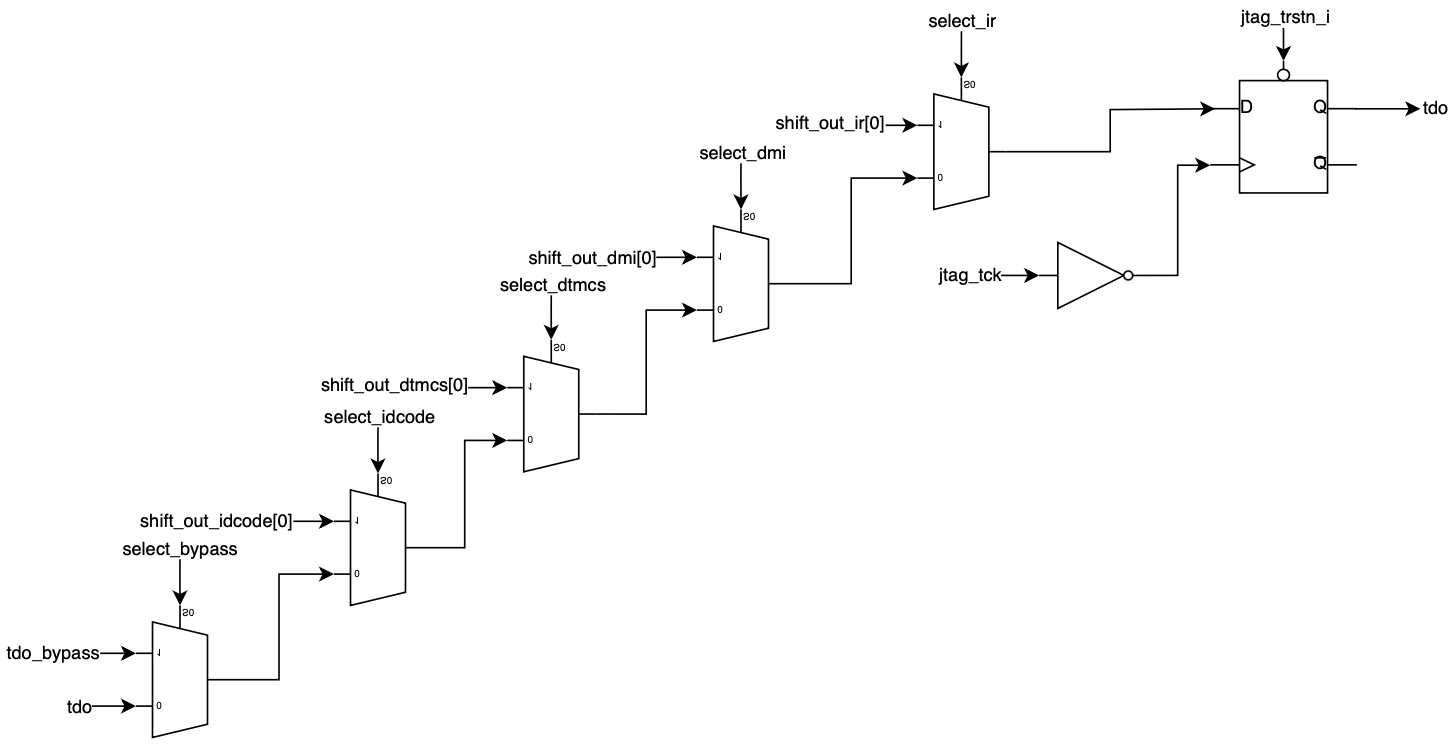 select_ir
jtag_trstn_i
S0
shift_out_ir[0]
1
0
D
Q
tdo
Q
select_dmi
S0
shift_out_dmi[0]
1
0
jtag_tck
select_dtmcs
S0
shift_out_dtmcs[0]
1
0
select_idcode
S0
shift_out_idcode[0]
1
0
select_bypass
S0
tdo_bypass
1
tdo
0